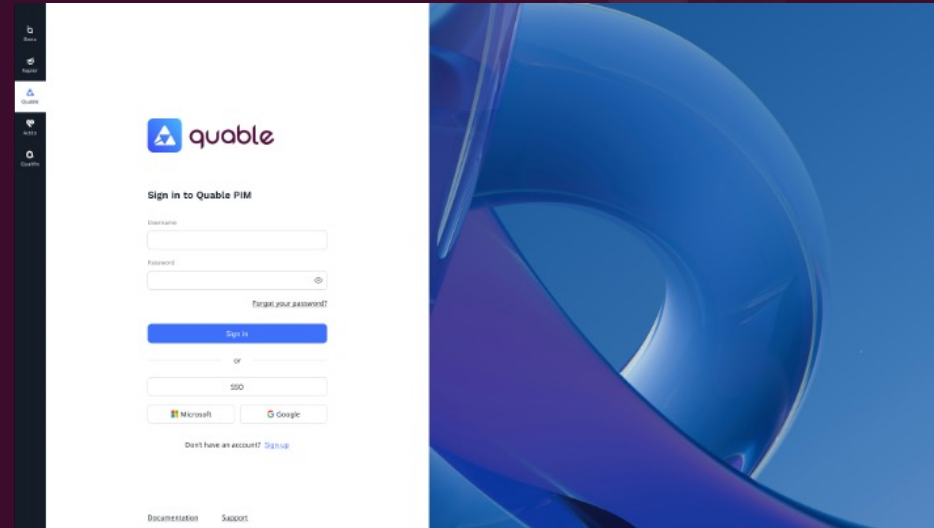 Quable
quable
Sign in to Quable PIM
Username
Password
Forgot your password?
Sign in
or
SSO
Microsoft
Google
Don't have an account? Sign up
Documentation Support